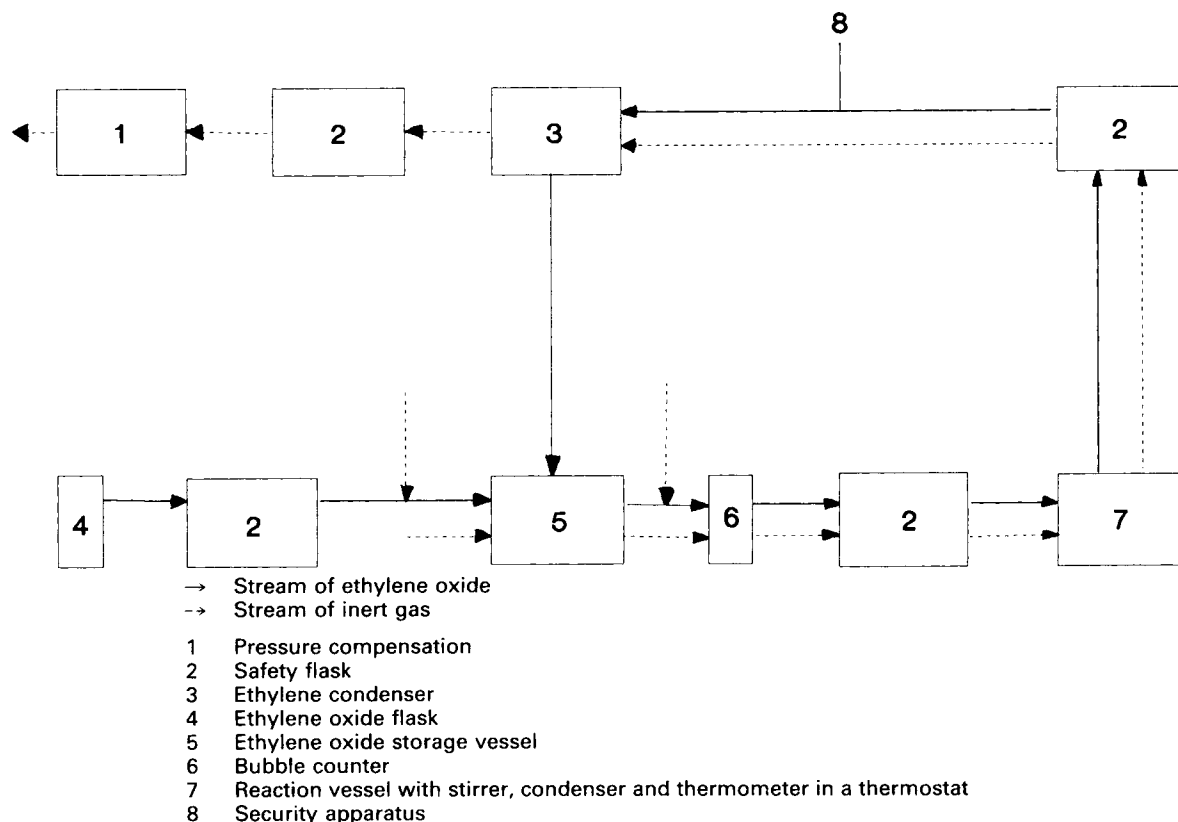 8
1 2 3 2
4 2 5 6 2 7
→ Stream of ethylene oxide
--> Stream of inert gas
1 Pressure compensation
2 Safety flask
3 Ethylene condenser
4 Ethylene oxide flask
5 Ethylene oxide storage vessel
6 Bubble counter
7 Reaction vessel with stirrer, condenser and thermometer in a thermostat
8 Security apparatus